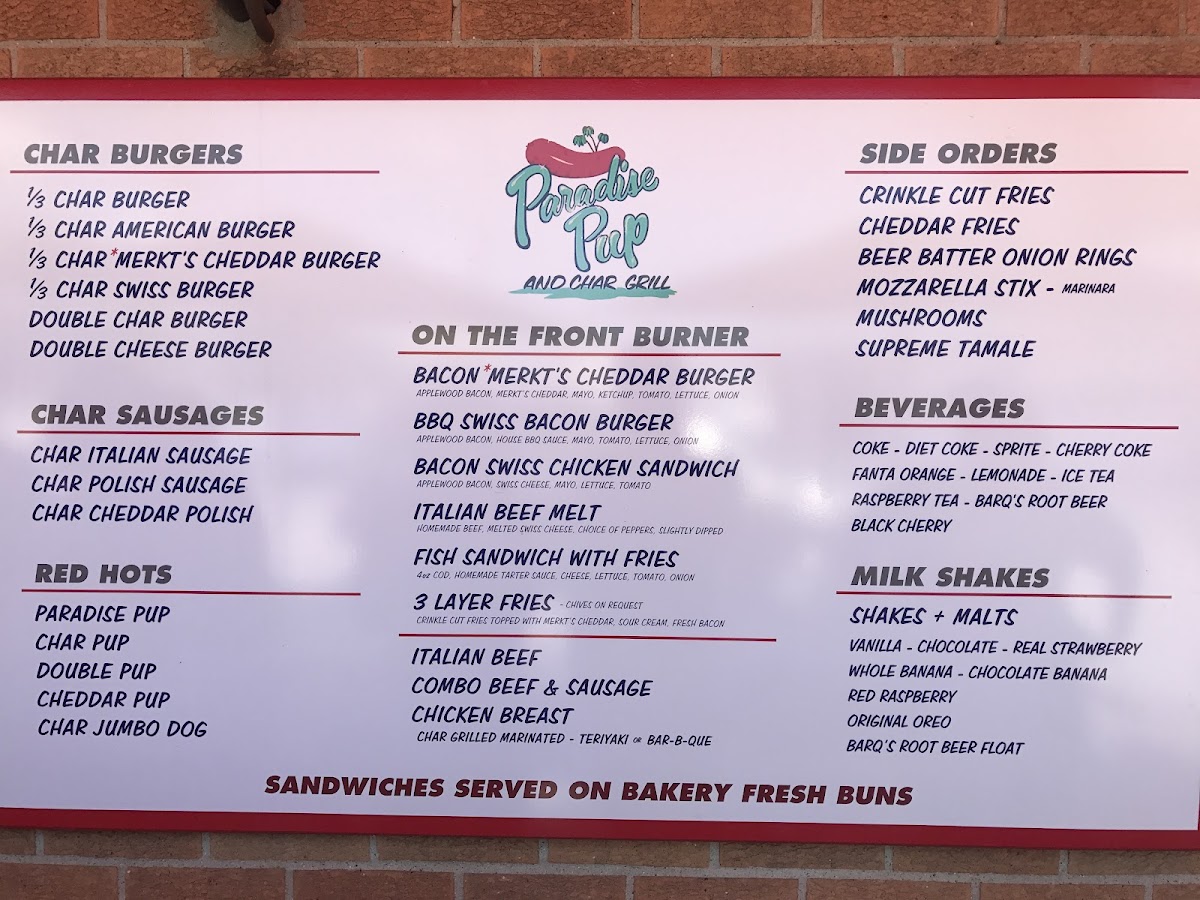 CHAR BURGERS
1/3 CHAR BURGER
1/3 CHAR AMERICAN BURGER
1/3 CHAR *MERKT'S CHEDDAR BURGER
1/3 CHAR SWISS BURGER
DOUBLE CHAR BURGER
DOUBLE CHEESE BURGER
CHAR SAUSAGES
CHAR ITALIAN SAUSAGE
CHAR POLISH SAUSAGE
CHAR CHEDDAR POLISH
RED HOTS
PARADISE PUP
CHAR PUP
DOUBLE PUP
CHEDDAR PUP
CHAR JUMBO DOG
Paradise
Pup
AND CHAR GRILL
ON THE FRONT BURNER
BACON *MERKT'S CHEDDAR BURGER
APPLEWOOD BACON, MERKT'S CHEDDAR, MAYO, KETCHUP, TOMATO, LETTUCE, ONION
BBQ SWISS BACON BURGER
APPLEWOOD BACON, HOUSE BBQ SAUCE, MAYO, TOMATO, LETTUCE, ONION
BACON SWISS CHICKEN SANDWICH
APPLEWOOD BACON, SWISS CHEESE, MAYO, LETTUCE, TOMATO
ITALIAN BEEF MELT
HOMEMADE BEEF, MELTED SWISS CHEESE, CHOICE OF PEPPERS, SLIGHTLY DIPPED
FISH SANDWICH WITH FRIES
4oz COD, HOMEMADE TARTER SAUCE, CHEESE, LETTUCE, TOMATO, ONION
3 LAYER FRIES - CHIVES ON REQUEST
CRINKLE CUT FRIES TOPPED WITH MERKT'S CHEDDAR, SOUR CREAM, FRESH BACON
ITALIAN BEEF
COMBO BEEF & SAUSAGE
CHICKEN BREAST
CHAR GRILLED MARINATED - TERIYAKI OR BAR-B-QUE
SIDE ORDERS
CRINKLE CUT FRIES
CHEDDAR FRIES
BEER BATTER ONION RINGS
MOZZARELLA STIX - MARINARA
MUSHROOMS
SUPREME TAMALE
BEVERAGES
COKE - DIET COKE - SPRITE - CHERRY COKE
FANTA ORANGE - LEMONADE - ICE TEA
RASPBERRY TEA - BARQ'S ROOT BEER
BLACK CHERRY
MILK SHAKES
SHAKES + MALTS
VANILLA - CHOCOLATE - REAL STRAWBERRY
WHOLE BANANA - CHOCOLATE BANANA
RED RASPBERRY
ORIGINAL OREO
BARQ'S ROOT BEER FLOAT
SANDWICHES SERVED ON BAKERY FRESH BUNS